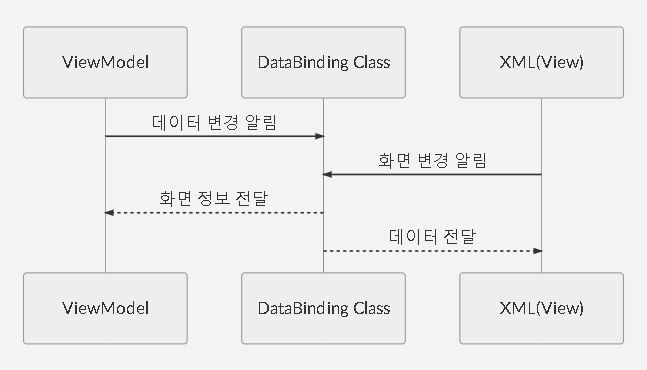 ViewModel
DataBinding Class
XML(View)
데이터 변경 알림
화면 변경 알림
화면 정보 전달
데이터 전달
ViewModel
DataBinding Class
XML(View)